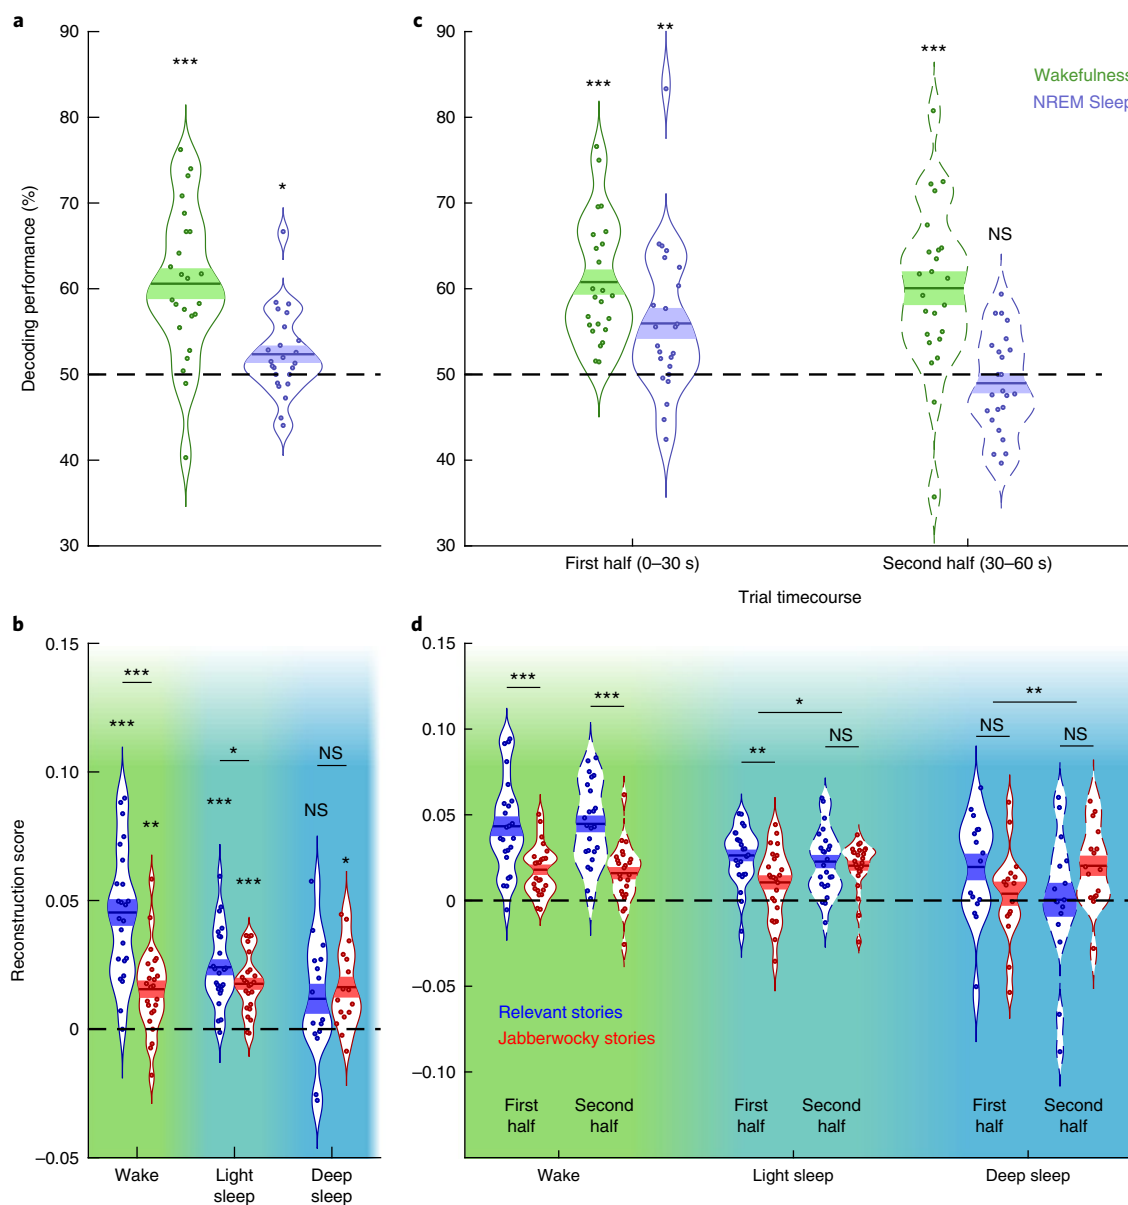 a
90
80
70
60
50
40
30
Decoding performance (%)
***
*
c
90
80
70
60
50
40
30
***
**
***
NS
Wakefulness
NREM Sleep
First half (0–30 s)
Second half (30–60 s)
Trial timecourse
b
0.15
0.10
0.05
0
–0.05
Reconstruction score
***
***
**
*
***
***
NS
NS
*
Wake
Light
sleep
Deep
sleep
d
0.15
0.10
0.05
0
–0.05
–0.10
***
***
*
**
NS
**
NS
NS
Relevant stories
Jabberwocky stories
First
half
Second
half
First
half
Second
half
First
half
Second
half
Wake
Light sleep
Deep sleep